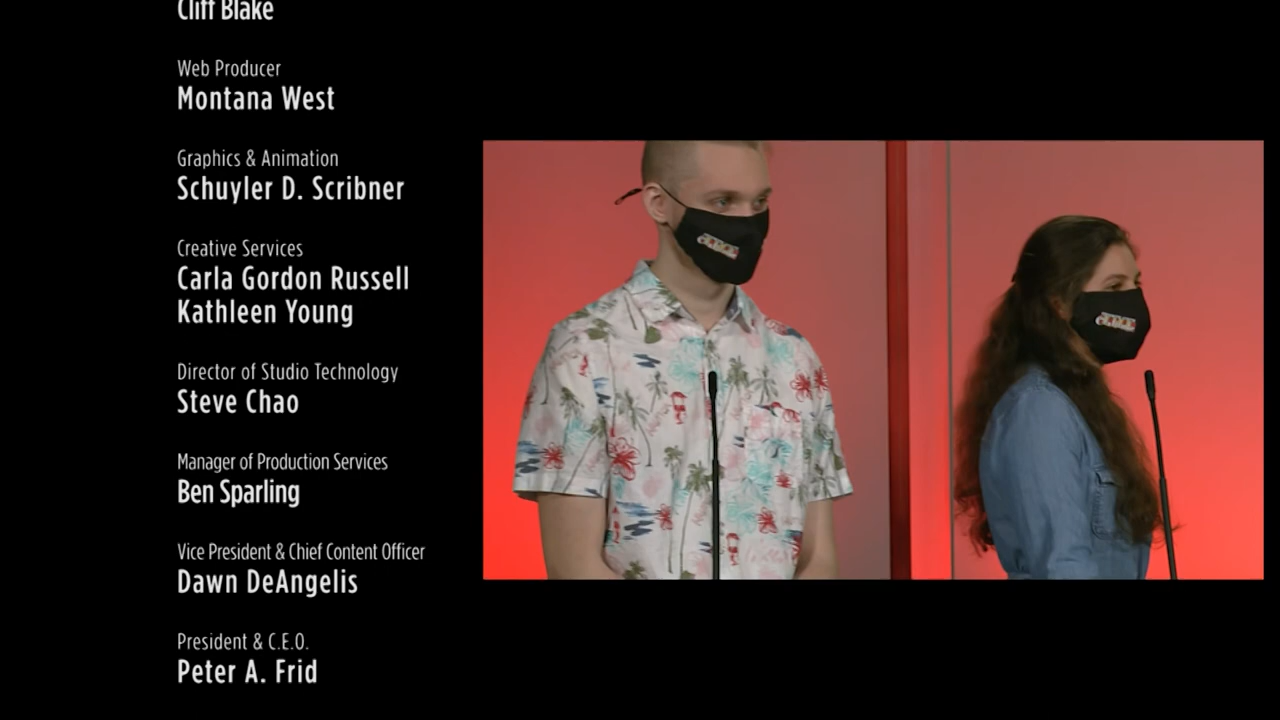 Cliff Blake
Web Producer
Montana West
Graphics & Animation
Schuyler D. Scribner
Creative Services
Carla Gordon Russell
Kathleen Young
Director of Studio Technology
Steve Chao
Manager of Production Services
Ben Sparling
Vice President & Chief Content Officer
Dawn DeAngelis
President & C.E.O.
Peter A. Frid